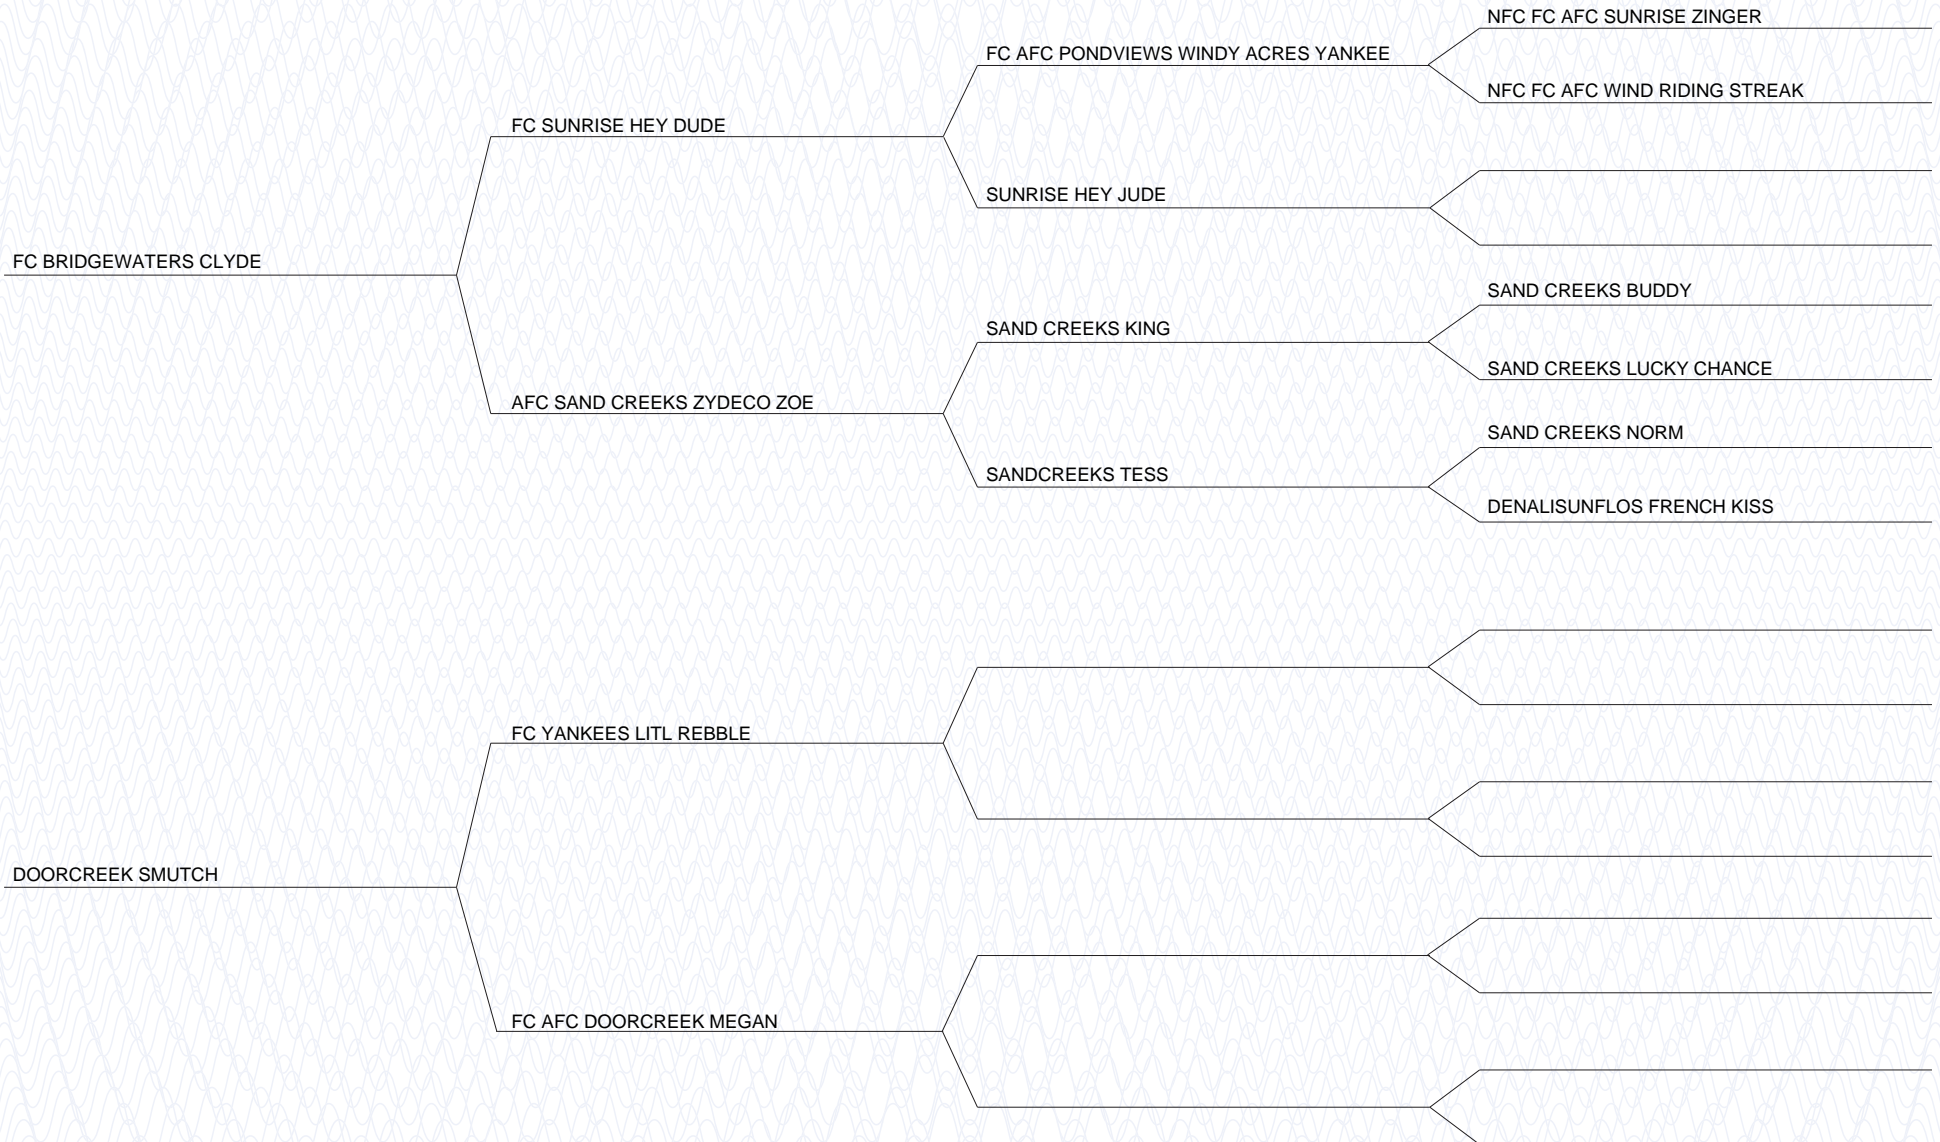 NFC FC AFC SUNRISE ZINGER
FC AFC PONDVIEWS WINDY ACRES YANKEE
NFC FC AFC WIND RIDING STREAK
FC SUNRISE HEY DUDE
SUNRISE HEY JUDE
FC BRIDGEWATERS CLYDE
SAND CREEKS BUDDY
SAND CREEKS KING
SAND CREEKS LUCKY CHANCE
AFC SAND CREEKS ZYDECO ZOE
SAND CREEKS NORM
SANDCREEKS TESS
DENALISUNFLOS FRENCH KISS
FC YANKEES LITL REBBLE
DOORCREEK SMUTCH
FC AFC DOORCREEK MEGAN